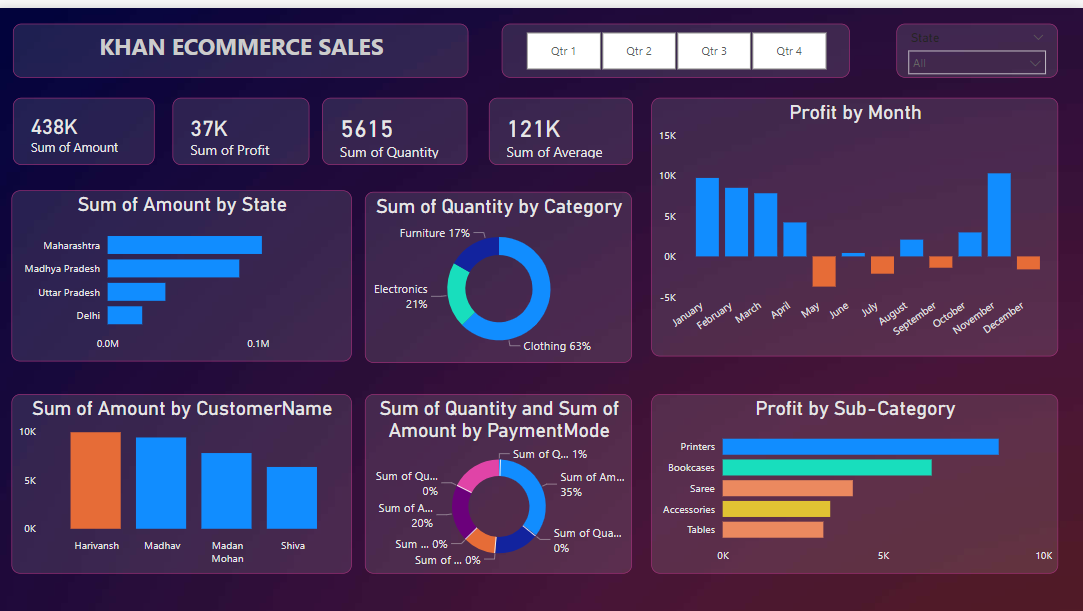 KHAN ECOMMERCE SALES
Qtr 1
Qtr 2
Qtr 3
Qtr 4
State
All
438K
Sum of Amount
37K
Sum of Profit
5615
Sum of Quantity
121K
Sum of Average
Profit by Month
15K
10K
5K
0K
-5K
January
February
March
April
May
June
July
August
September
October
November
December
Sum of Amount by State
Maharashtra
Madhya Pradesh
Uttar Pradesh
Delhi
0.0M
0.1M
Sum of Quantity by Category
Furniture 17%
Electronics
21%
Clothing 63%
Sum of Amount by CustomerName
10K
5K
0K
Harivansh
Madhav
Madan
Mohan
Shiva
Sum of Quantity and Sum of
Amount by PaymentMode
Sum of Q... 1%
Sum of Am...
35%
Sum of Qua...
0%
Sum of ... 0%
Sum ... 0%
Sum of A...
20%
Sum of Qu...
0%
Profit by Sub-Category
Printers
Bookcases
Saree
Accessories
Tables
0K
5K
10K